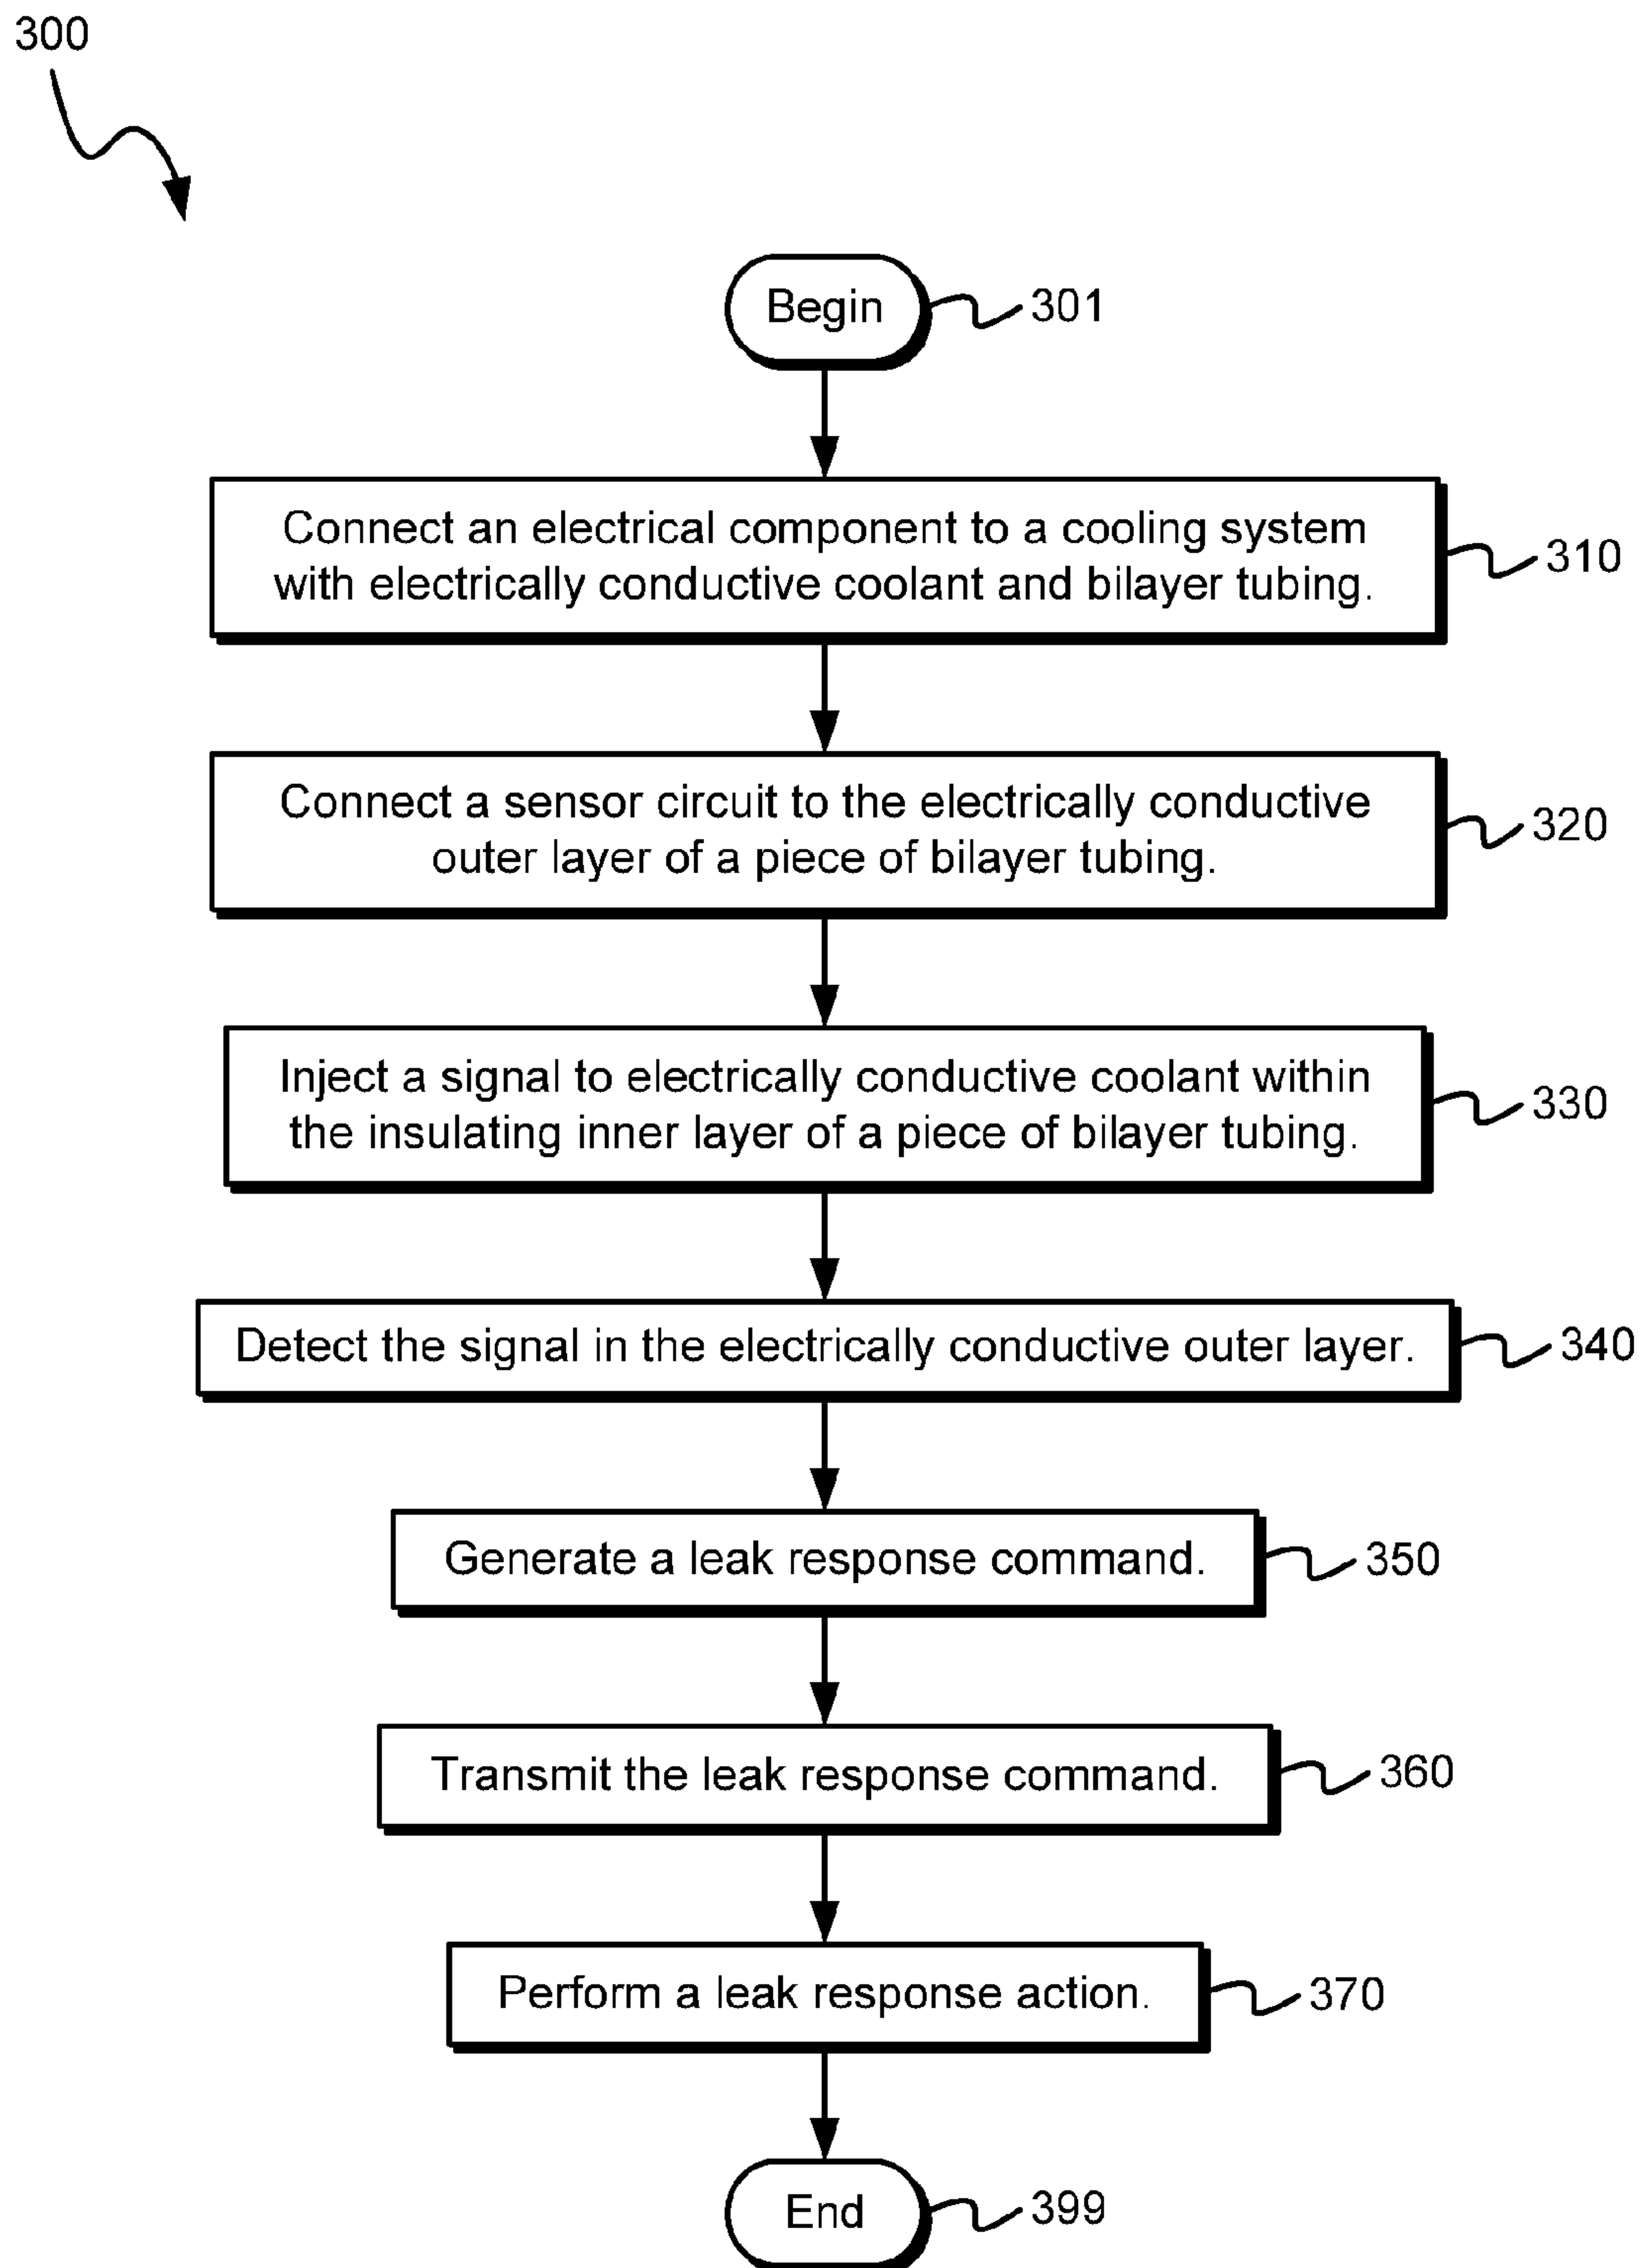 300
Begin
301
Connect an electrical component to a cooling system
with electrically conductive coolant and bilayer tubing.
310
Connect a sensor circuit to the electrically conductive
outer layer of a piece of bilayer tubing.
320
Inject a signal to electrically conductive coolant within
the insulating inner layer of a piece of bilayer tubing.
330
Detect the signal in the electrically conductive outer layer.
340
Generate a leak response command.
350
Transmit the leak response command.
360
Perform a leak response action.
370
End
399